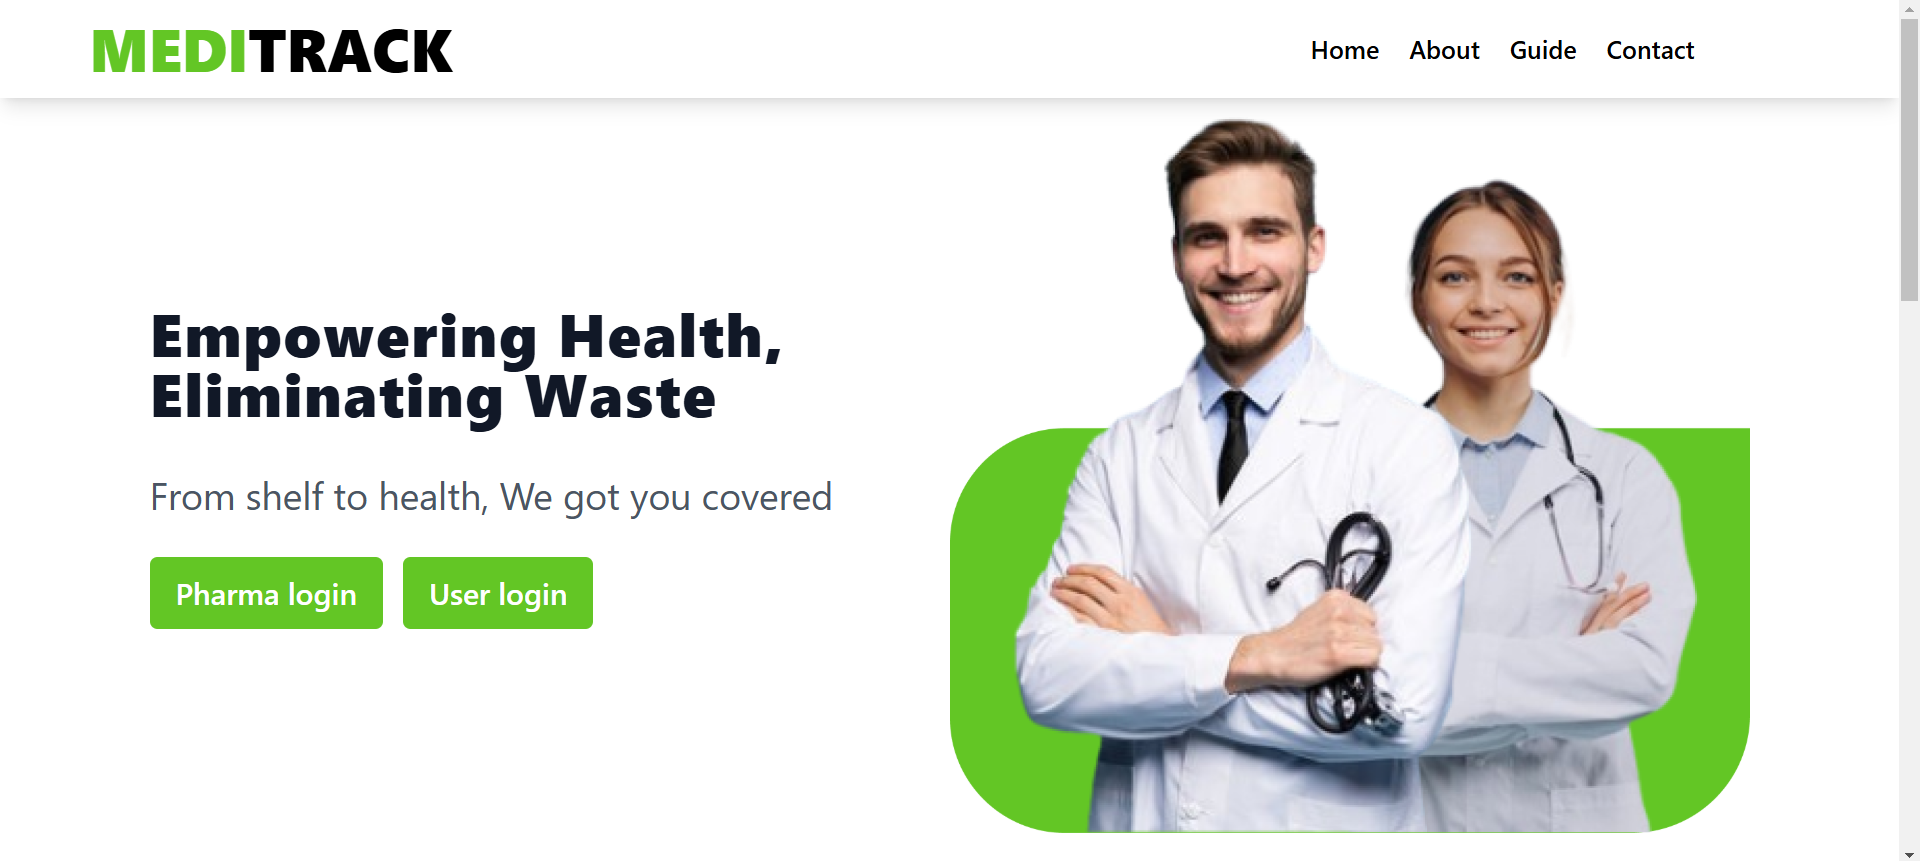 MEDITRACK
Home About Guide Contact
Empowering Health,
Eliminating Waste
From shelf to health, We got you covered
Pharma login User login